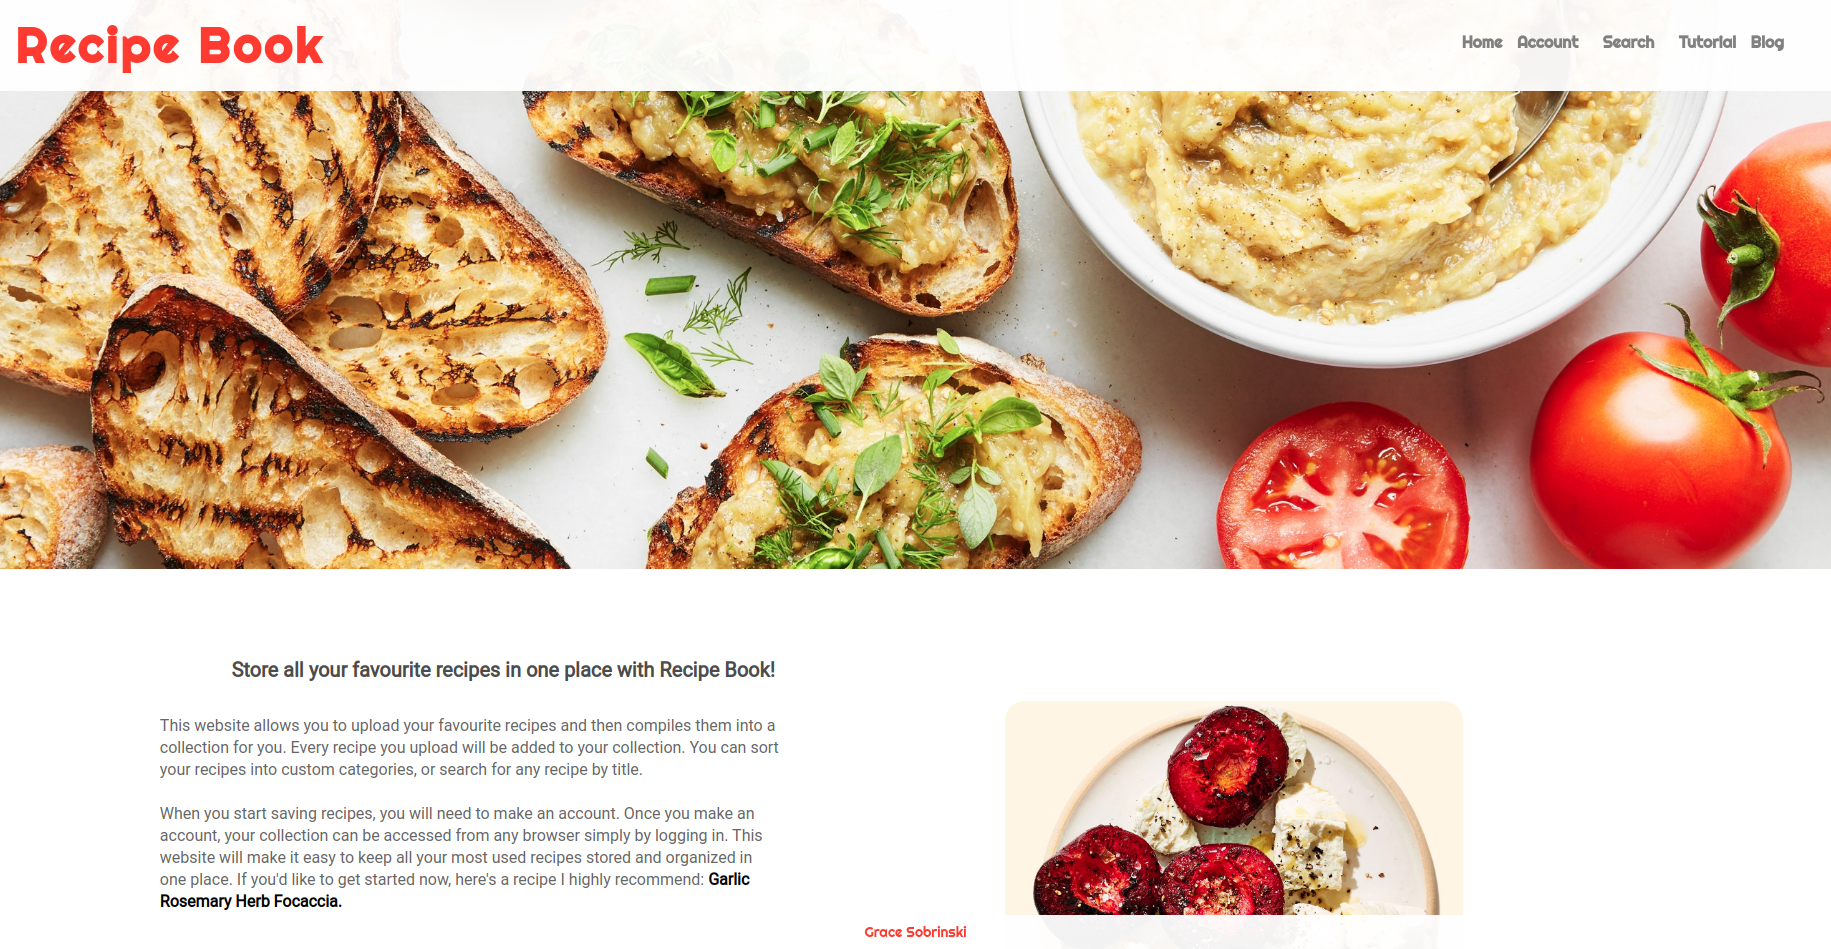 Recipe Book
Home Account Search Tutorial Blog
Store all your favourite recipes in one place with Recipe Book!
This website allows you to upload your favourite recipes and then compiles them into a
collection for you. Every recipe you upload will be added to your collection. You can sort
your recipes into custom categories, or search for any recipe by title.
When you start saving recipes, you will need to make an account. Once you make an
account, your collection can be accessed from any browser simply by logging in. This
website will make it easy to keep all your most used recipes stored and organized in
one place. If you'd like to get started now, here's a recipe I highly recommend: Garlic
Rosemary Herb Focaccia.
Grace Sobrinski